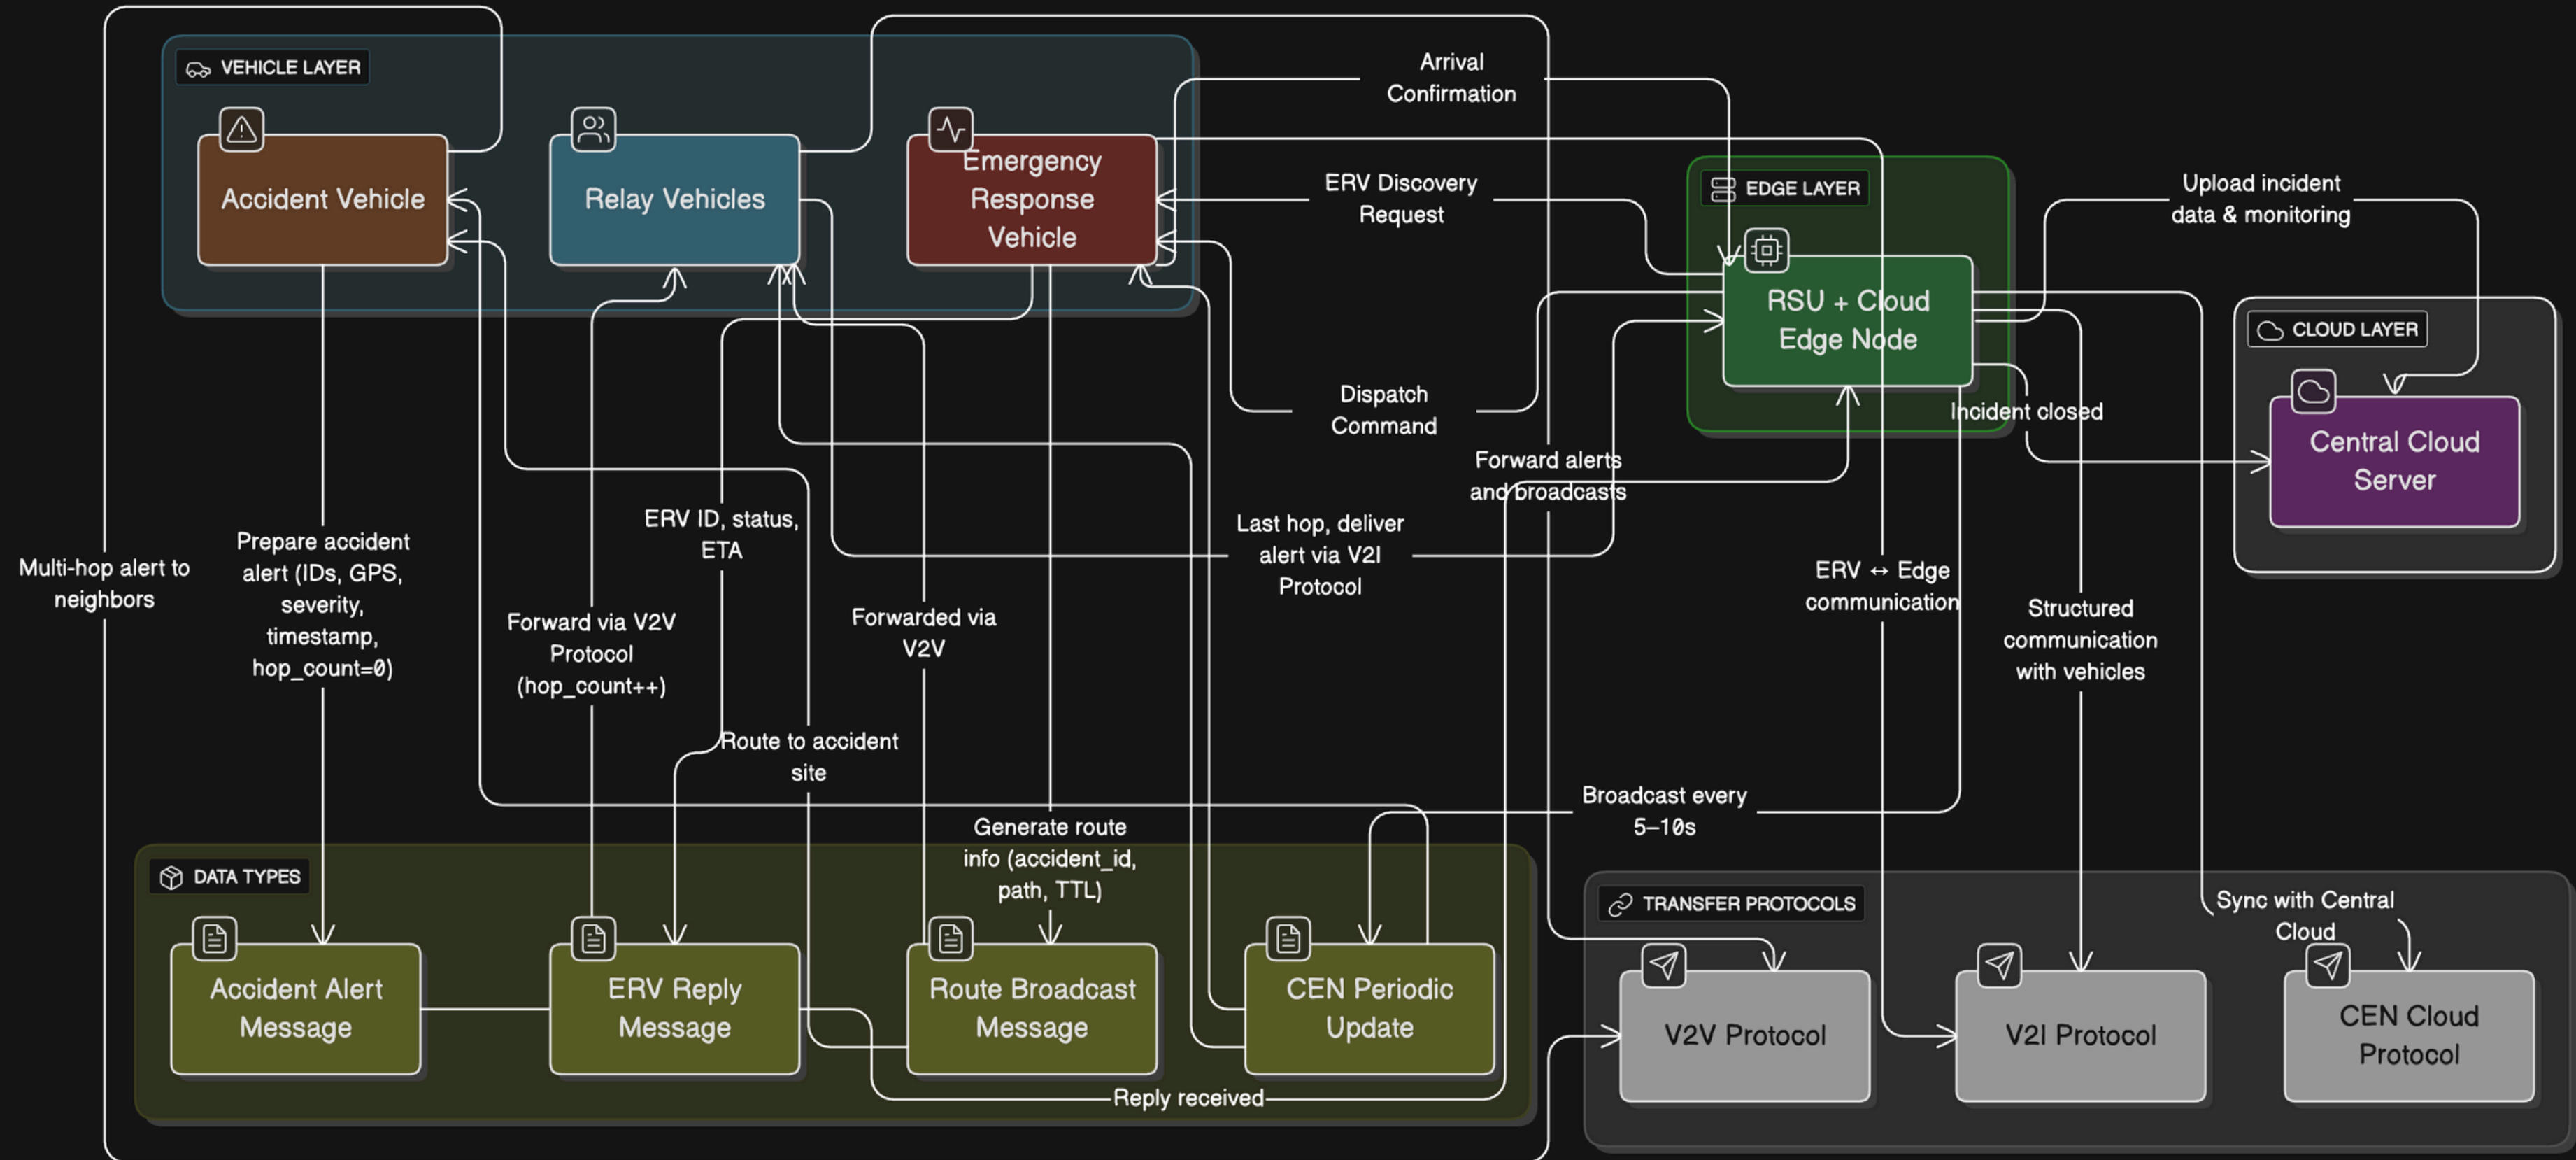 VEHICLE LAYER
Accident Vehicle
Relay Vehicles
Emergency
Response
Vehicle
Arrival
Confirmation
ERV Discovery
Request
Dispatch
Command
EDGE LAYER
RSU + Cloud
Edge Node
Upload incident
data & monitoring
CLOUD LAYER
Central Cloud
Server
Incident closed
Forward alerts
and broadcasts
Last hop, deliver
alert via V2I
Protocol
Multi-hop alert to
neighbors
Prepare accident
alert (IDs, GPS,
severity,
timestamp,
hop_count=0)
Forward via V2V
Protocol
(hop_count++)
ERV ID, status,
ETA
Route to accident
site
Forwarded via
V2V
Generate route
info (accident_id,
path, TTL)
ERV ↔ Edge
communication
Structured
communication
with vehicles
Broadcast every
5–10s
Sync with Central
Cloud
DATA TYPES
Accident Alert
Message
ERV Reply
Message
Route Broadcast
Message
CEN Periodic
Update
Reply received
TRANSFER PROTOCOLS
V2V Protocol
V2I Protocol
CEN Cloud
Protocol